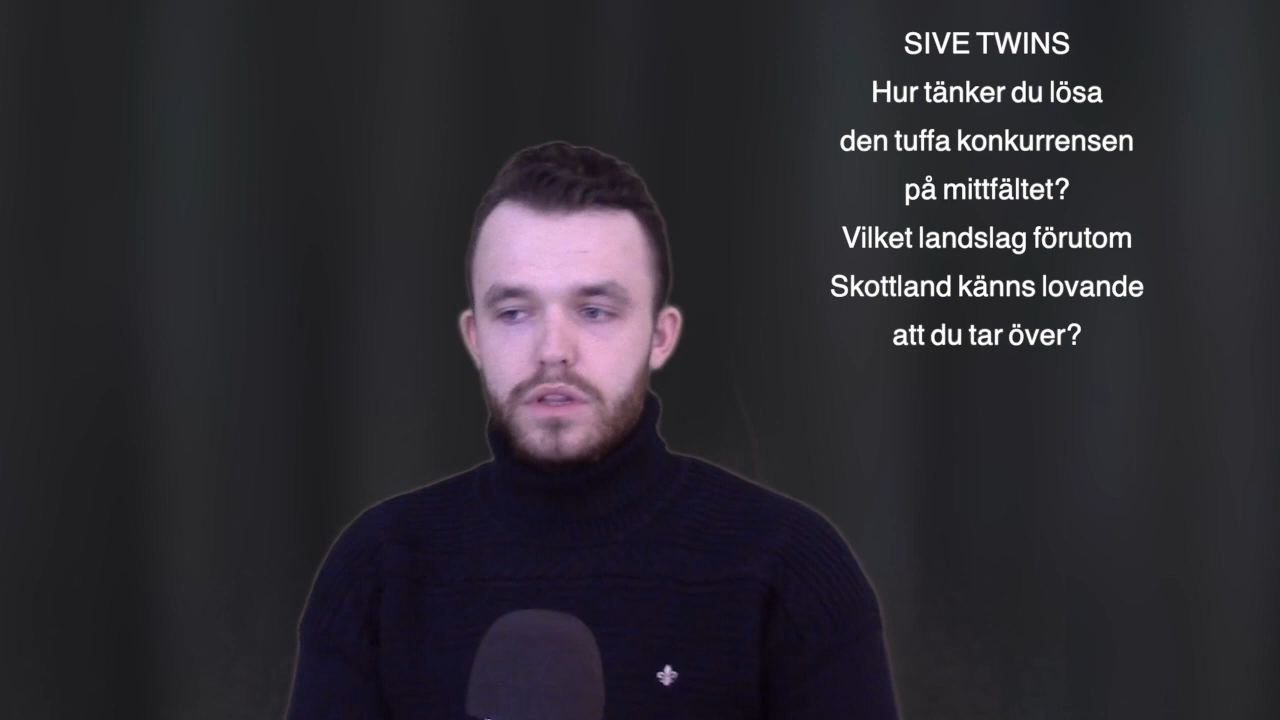 SIVE TWINS
Hur tänker du lösa
den tuffa konkurrensen
på mittfältet?
Vilket landslag förutom
Skottland känns lovande
att du tar över?